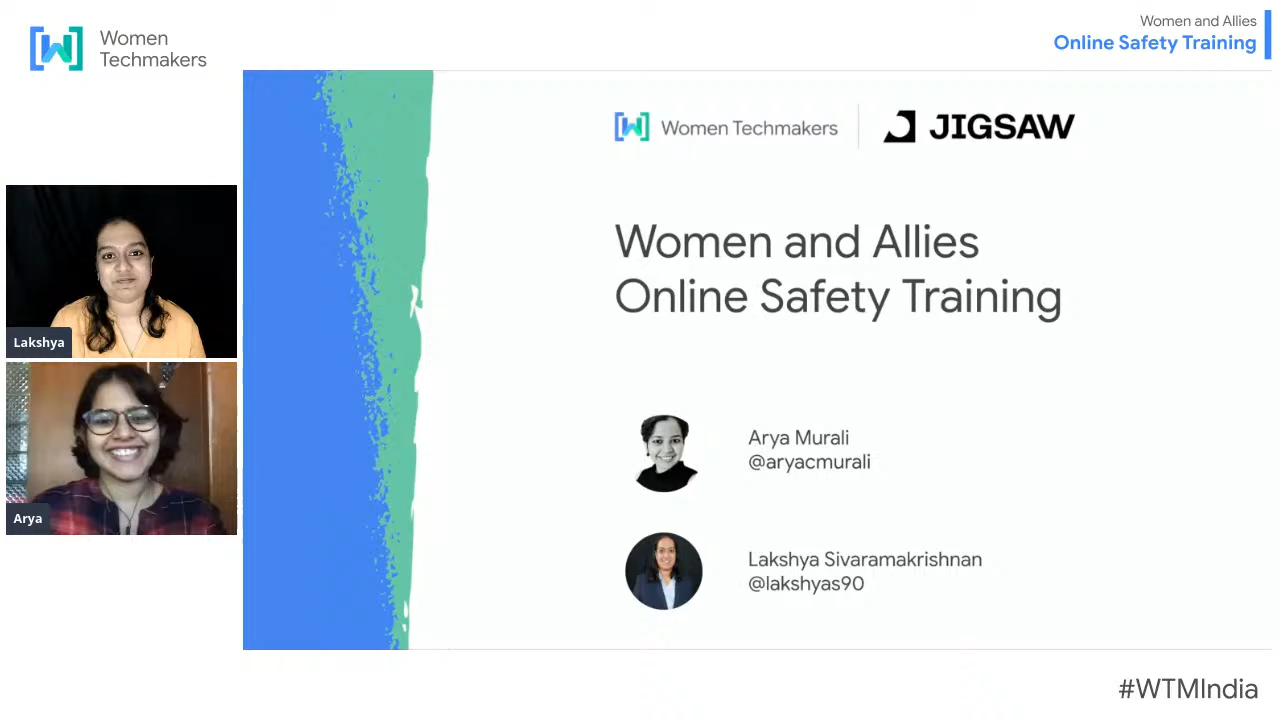 Women
Techmakers
Women and Allies
Online Safety Training
Women Techmakers
JIGSAW
Women and Allies
Online Safety Training
Lakshya
Arya Murali
@aryacmurali
Arya
Lakshya Sivaramakrishnan
@lakshyas90
#WTMIndia